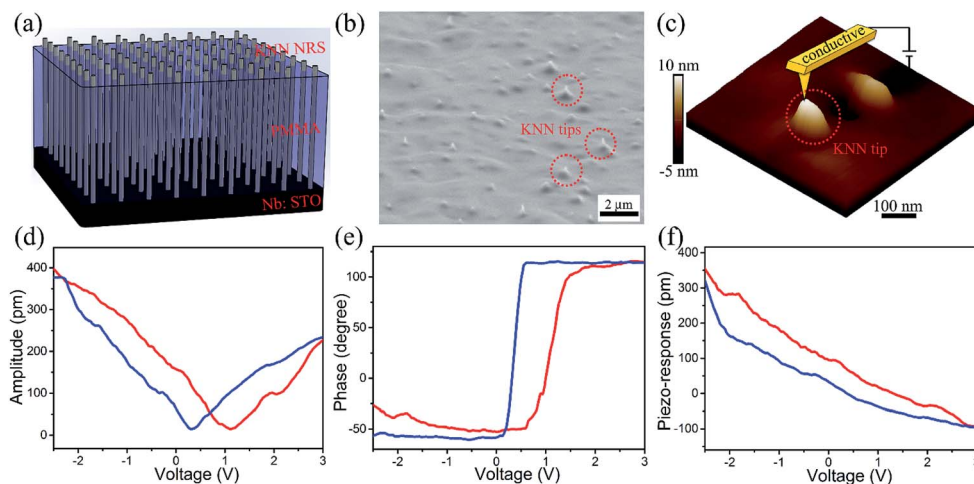 (a)
KNN NRS
PMMA
Nb: STO
(b)
KNN tips
2 µm
(c)
10 nm
-5 nm
conductive
KNN tip
100 nm
(d)
400
300
200
100
0
Amplitude (pm)
-2
-1
0
1
2
3
Voltage (V)
(e)
100
50
0
-50
Phase (degree)
-2
-1
0
1
2
3
Voltage (V)
(f)
400
300
200
100
0
-100
Piezo-response (pm)
-2
-1
0
1
2
3
Voltage (V)